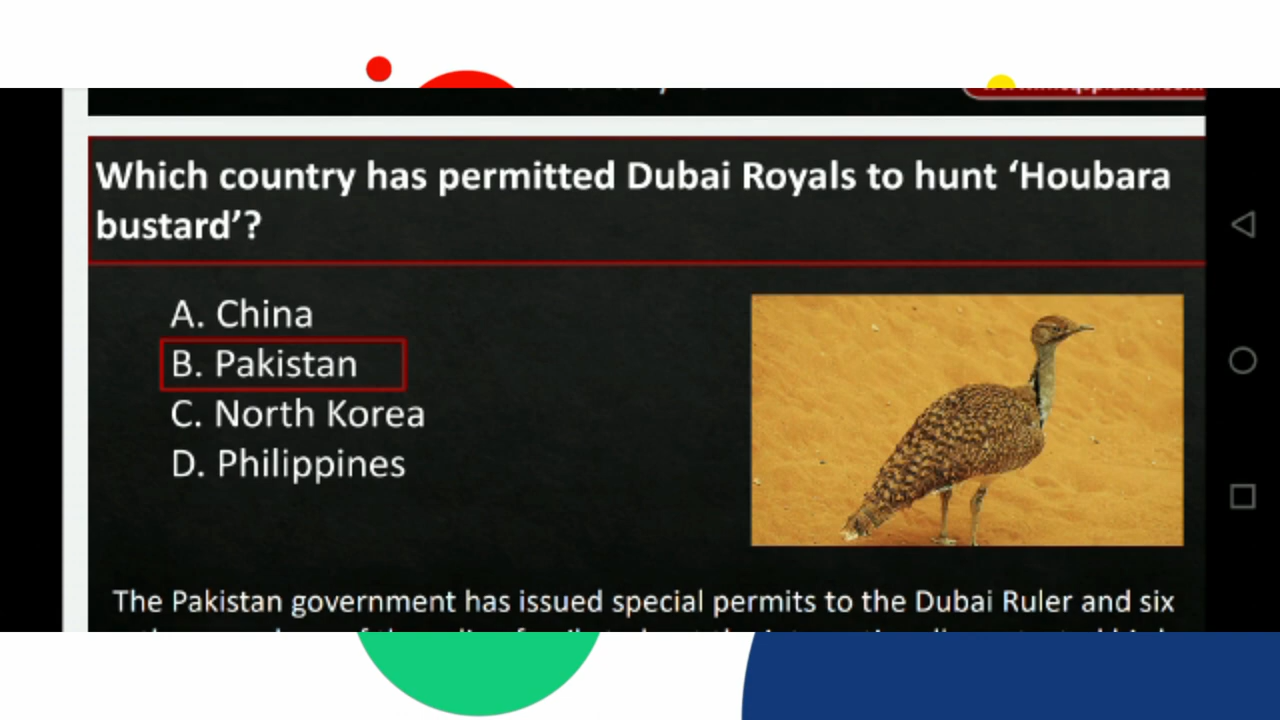 Which country has permitted Dubai Royals to hunt ‘Houbara
bustard’?
A. China
B. Pakistan
C. North Korea
D. Philippines
The Pakistan government has issued special permits to the Dubai Ruler and six